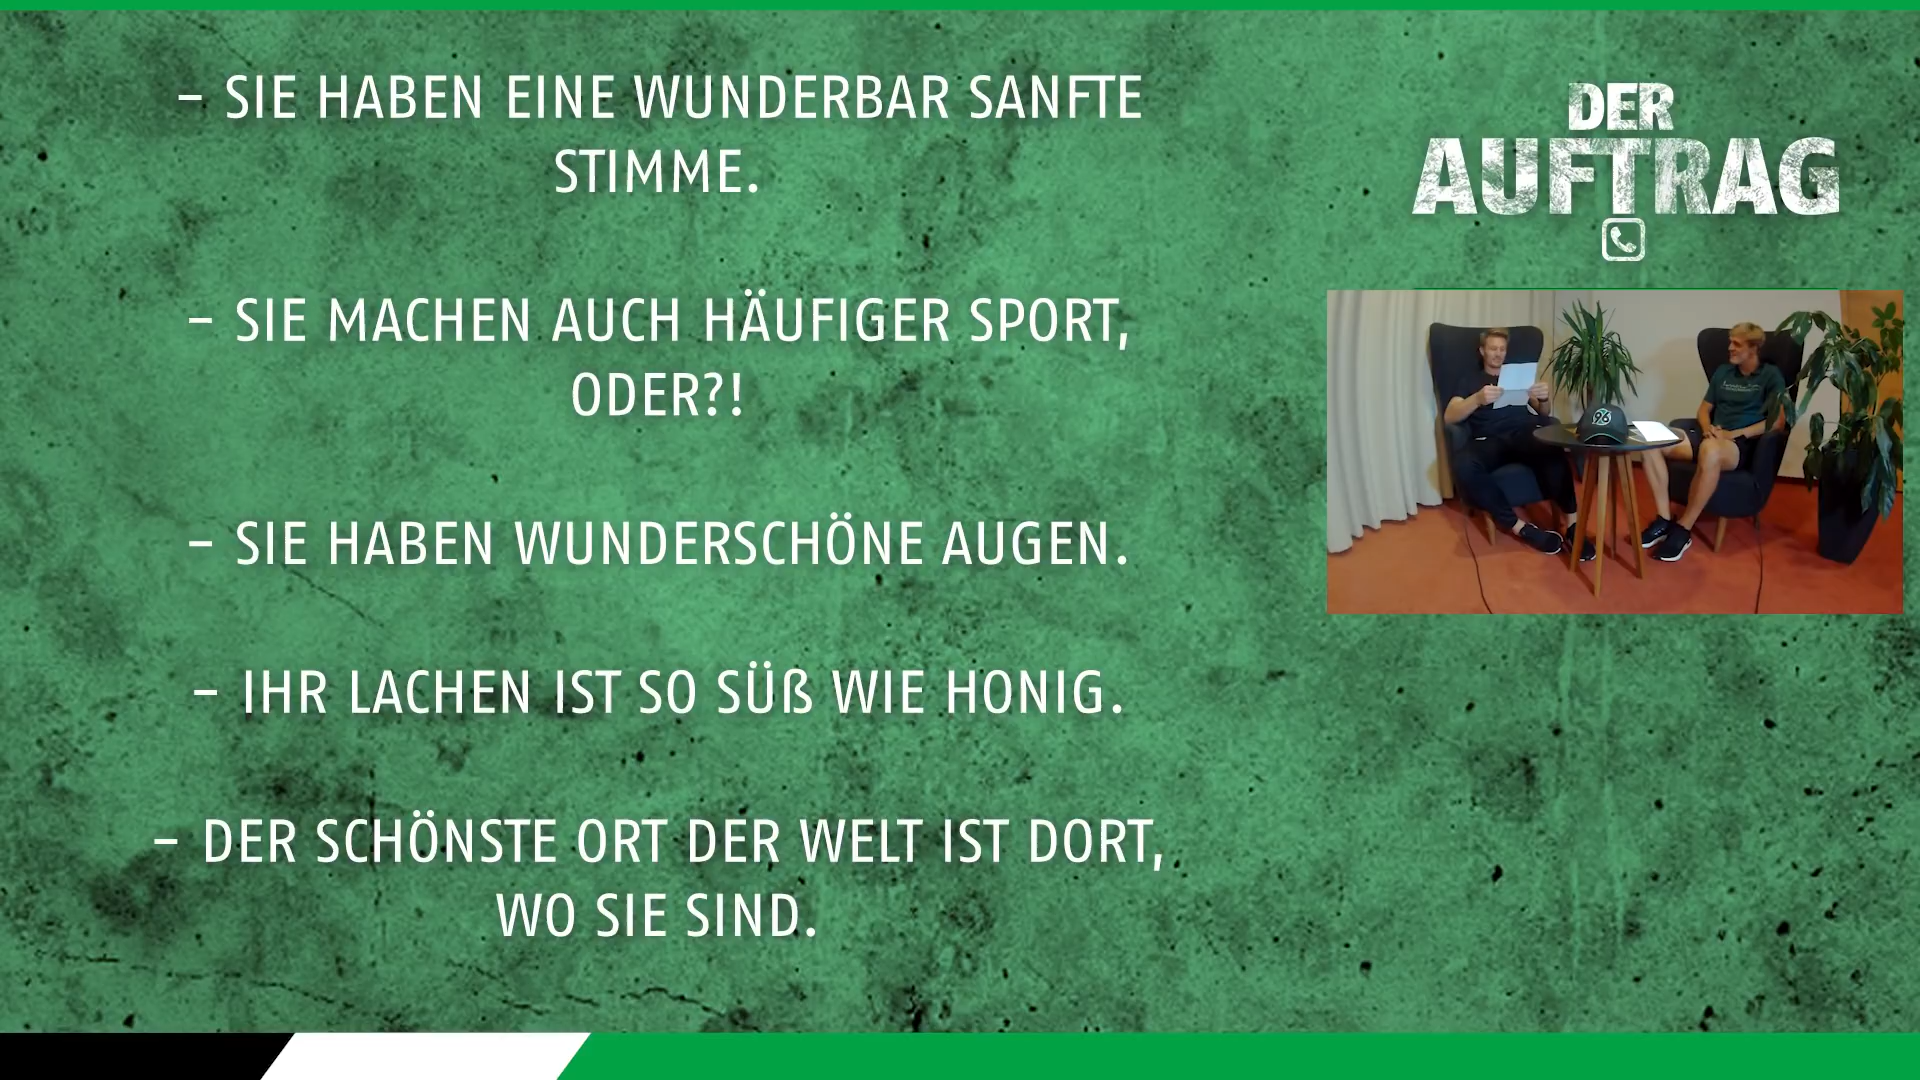 – SIE HABEN EINE WUNDERBAR SANFTE
STIMME.
– SIE MACHEN AUCH HÄUFIGER SPORT,
ODER?!
– SIE HABEN WUNDERSCHÖNE AUGEN.
– IHR LACHEN IST SO SÜß WIE HONIG.
– DER SCHÖNSTE ORT DER WELT IST DORT,
WO SIE SIND.
DER
AUFTRAG
96